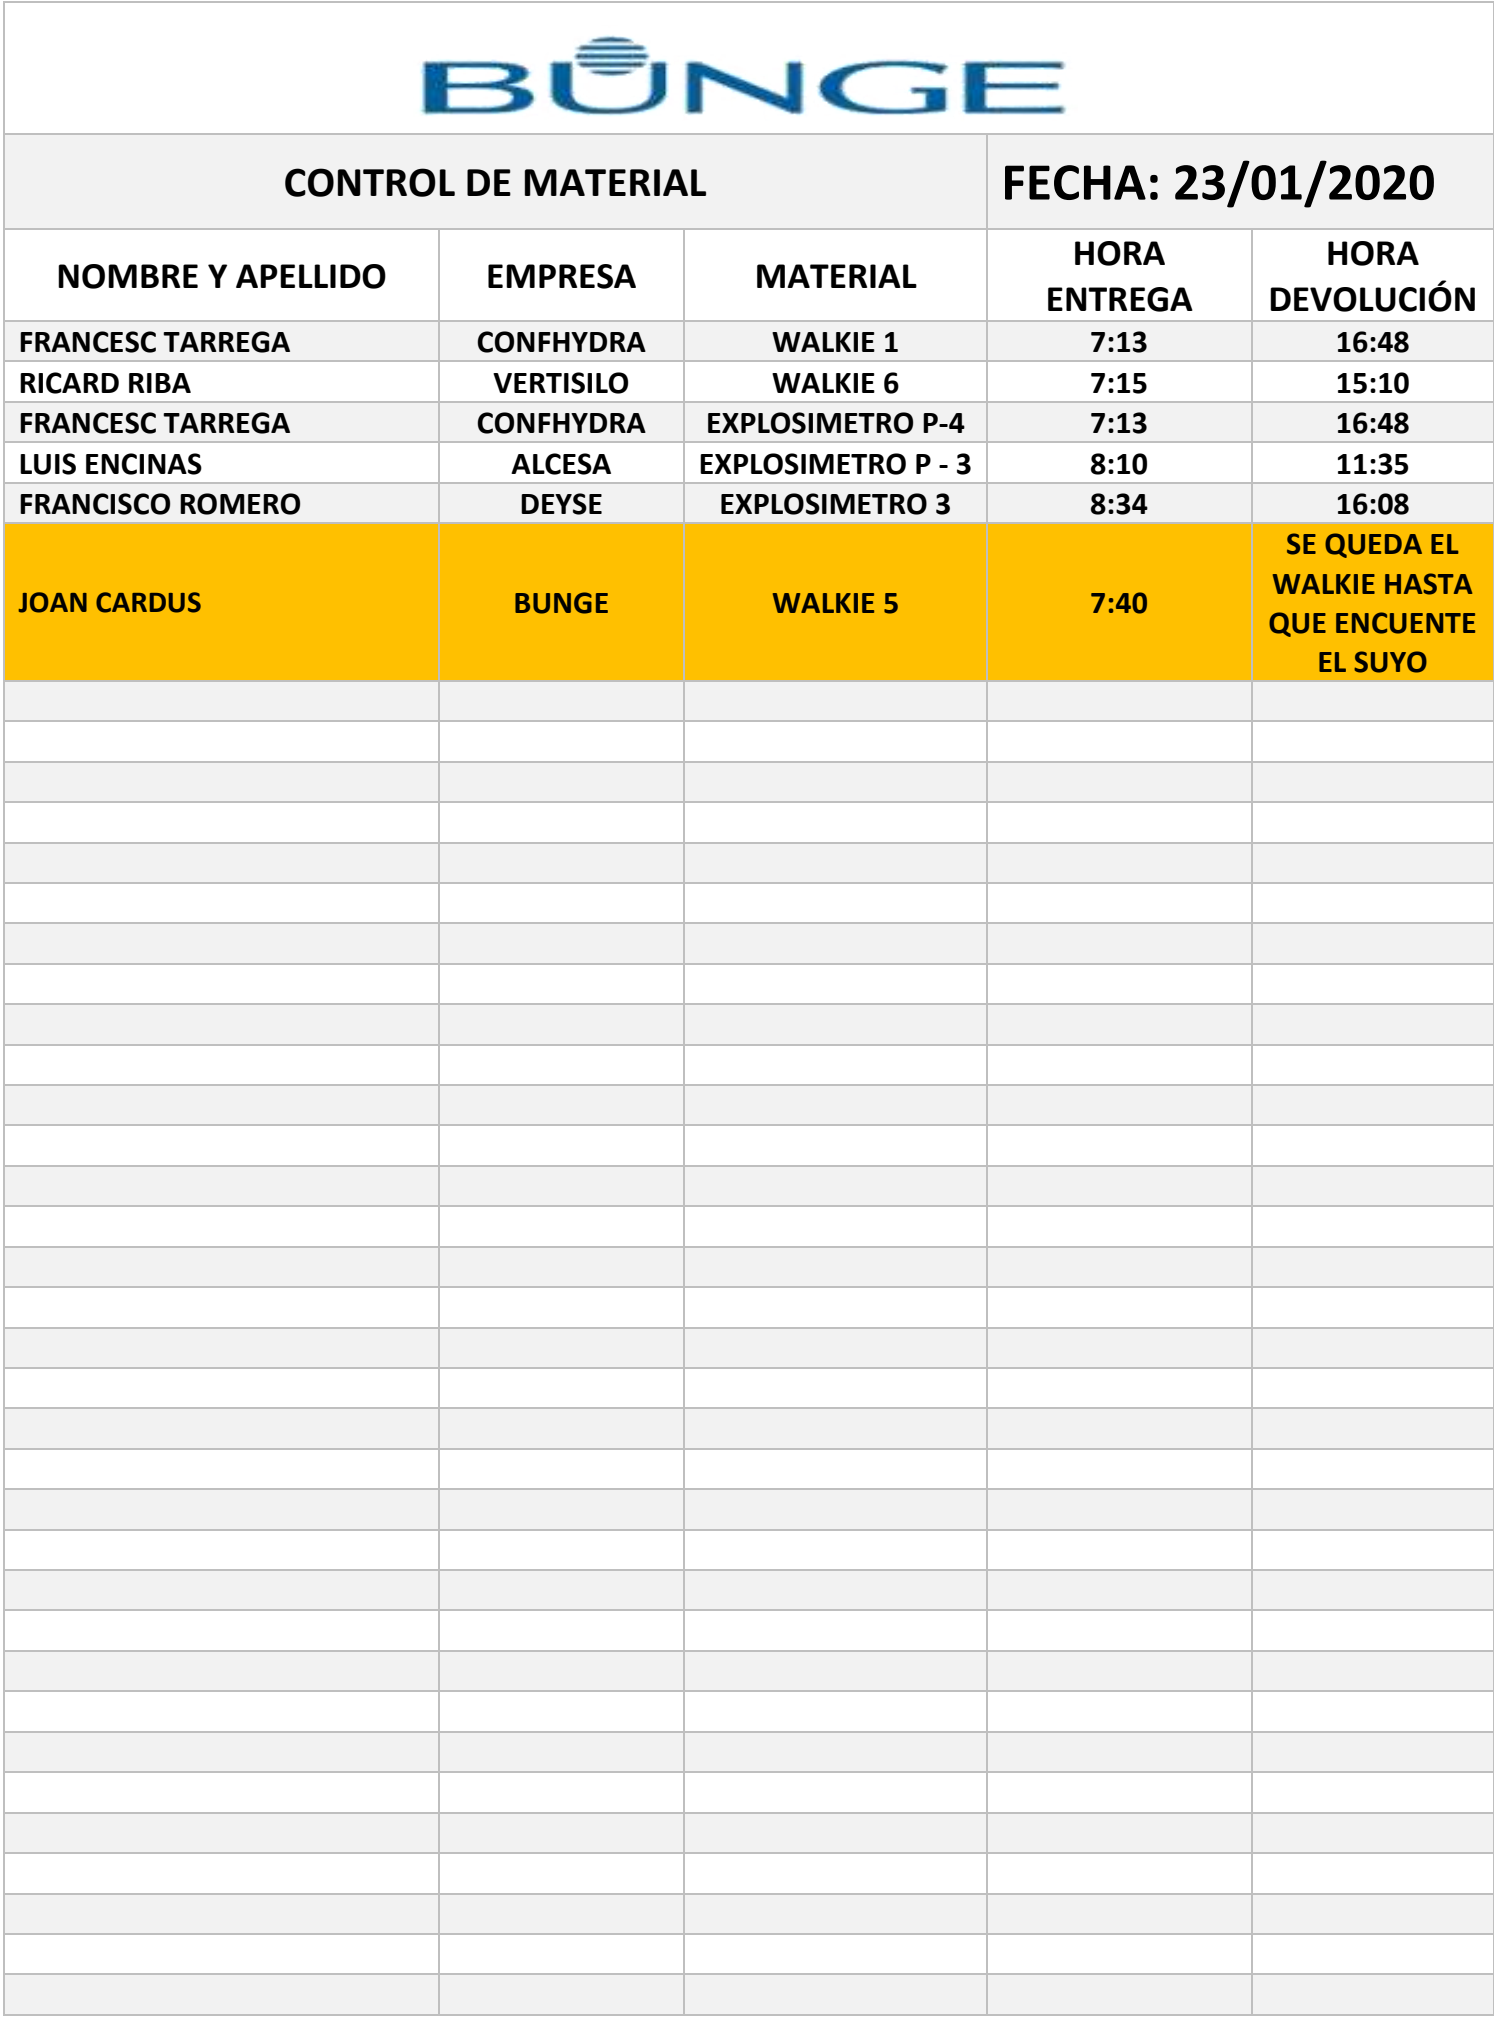 BUNGE
CONTROL DE MATERIAL FECHA: 23/01/2020
NOMBRE Y APELLIDO EMPRESA MATERIAL HORA ENTREGA HORA DEVOLUCIÓN
FRANCESC TARREGA CONFHYDRA WALKIE 1 7:13 16:48
RICARD RIBA VERTISILO WALKIE 6 7:15 15:10
FRANCESC TARREGA CONFHYDRA EXPLOSIMETRO P-4 7:13 16:48
LUIS ENCINAS ALCESA EXPLOSIMETRO P - 3 8:10 11:35
FRANCISCO ROMERO DEYSE EXPLOSIMETRO 3 8:34 16:08
JOAN CARDUS BUNGE WALKIE 5 7:40 SE QUEDA EL
WALKIE HASTA
QUE ENCUENTE
EL SUYO